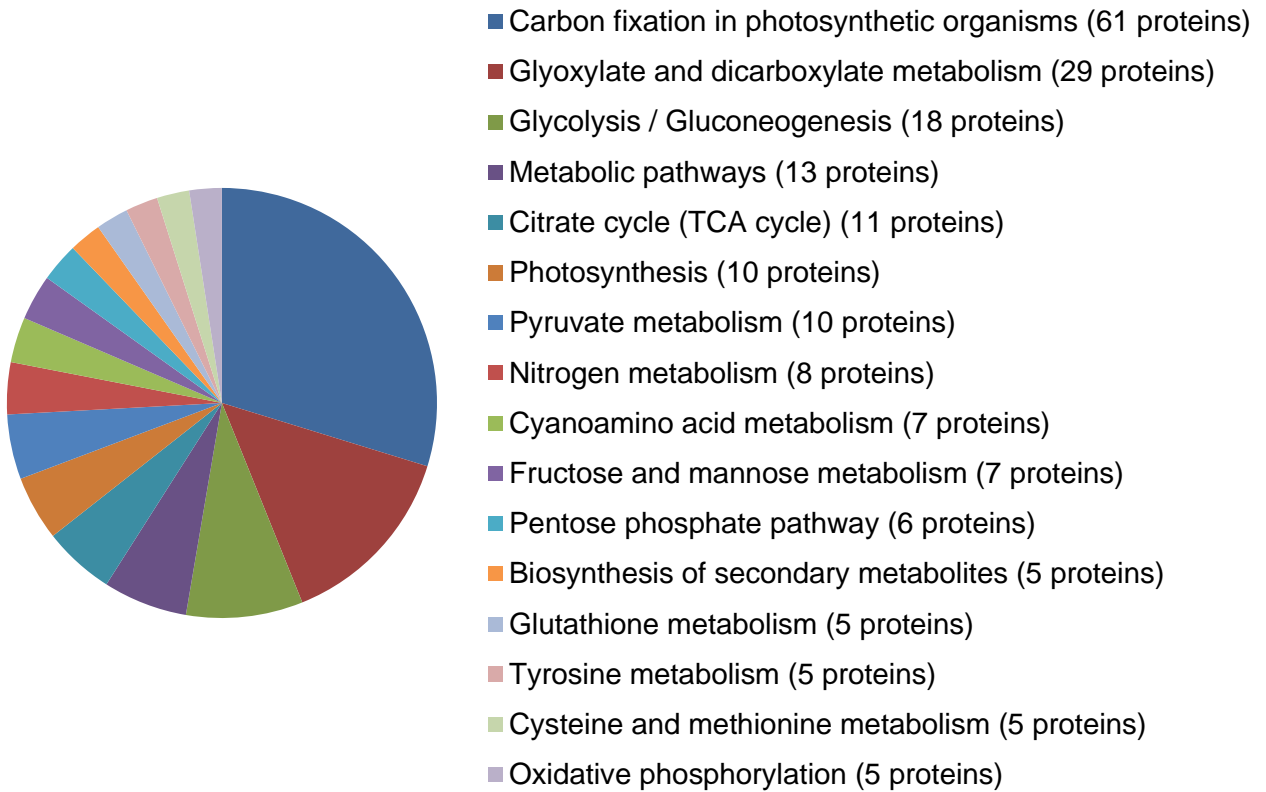 Carbon fixation in photosynthetic organisms (61 proteins)
Glyoxylate and dicarboxylate metabolism (29 proteins)
Glycolysis / Gluconeogenesis (18 proteins)
Metabolic pathways (13 proteins)
Citrate cycle (TCA cycle) (11 proteins)
Photosynthesis (10 proteins)
Pyruvate metabolism (10 proteins)
Nitrogen metabolism (8 proteins)
Cyanoamino acid metabolism (7 proteins)
Fructose and mannose metabolism (7 proteins)
Pentose phosphate pathway (6 proteins)
Biosynthesis of secondary metabolites (5 proteins)
Glutathione metabolism (5 proteins)
Tyrosine metabolism (5 proteins)
Cysteine and methionine metabolism (5 proteins)
Oxidative phosphorylation (5 proteins)